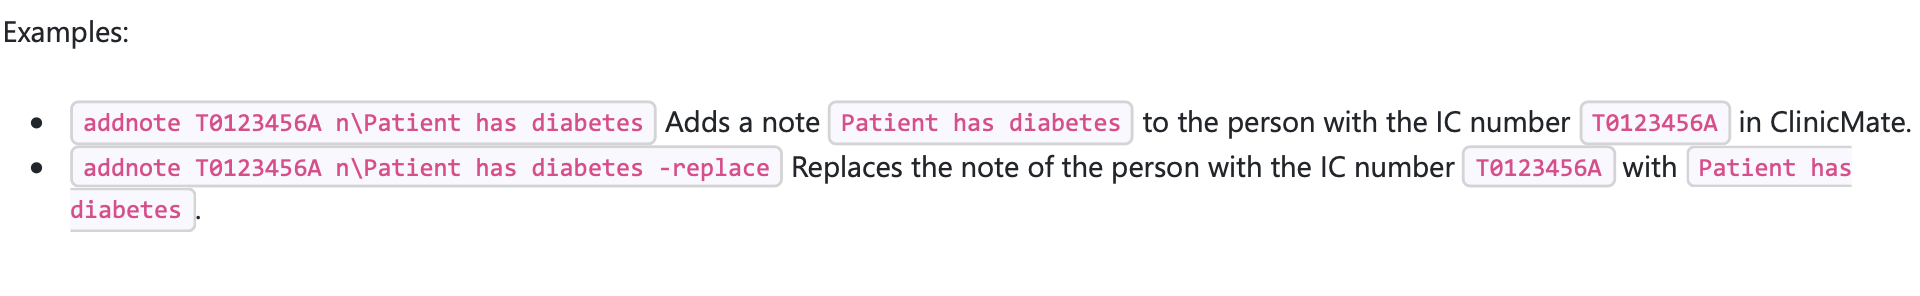 Examples:
addnote T0123456A n\Patient has diabetes Adds a note Patient has diabetes to the person with the IC number T0123456A in ClinicMate.
addnote T0123456A n\Patient has diabetes -replace Replaces the note of the person with the IC number T0123456A with Patient has
diabetes.